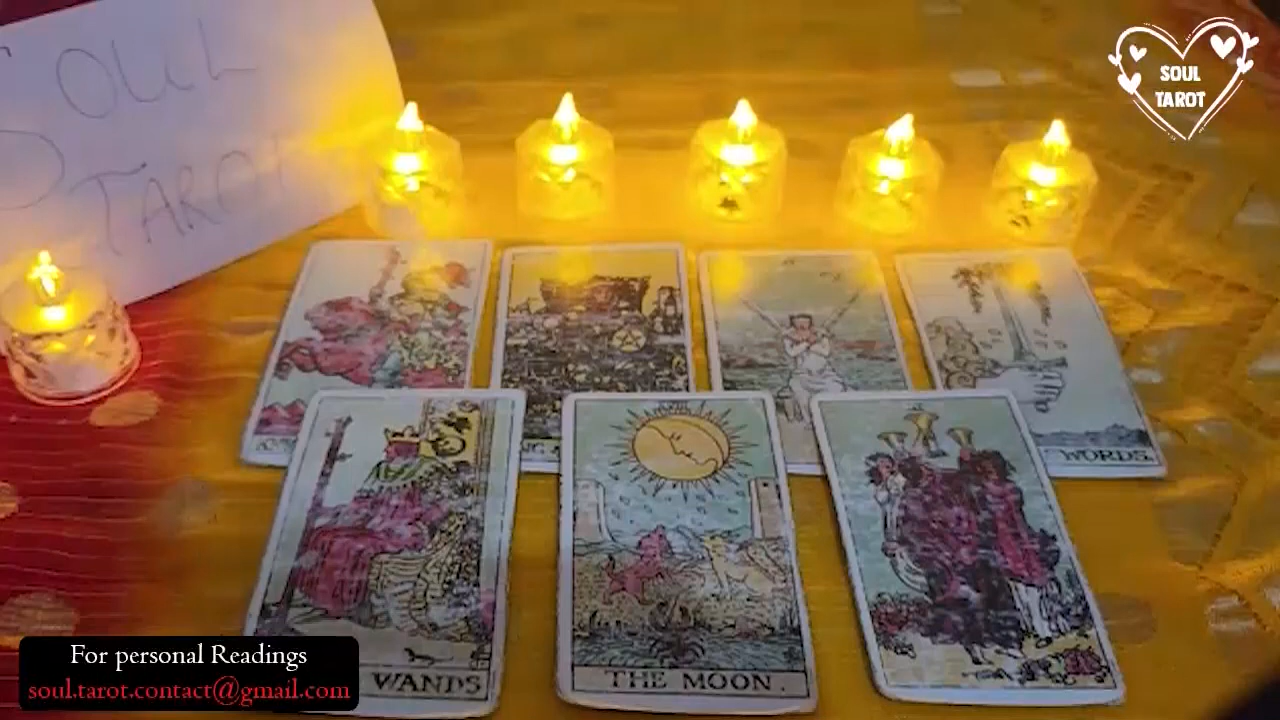 SOUL
TAROT
SOUL
TAROT
WORDS.
WANDS
THE MOON.
For personal Readings
soul.tarot.contact@gmail.com